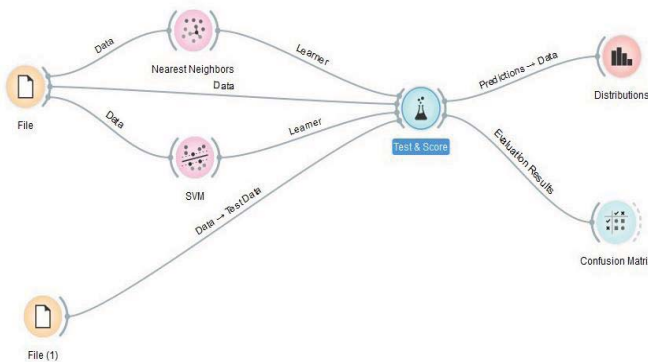 Data
Learner
Nearest Neighbors
Predictions → Data
Data
Distributions
File
Data
Learner
Test & Score
SVM
Evaluation Results
Data → Test Data
Confusion Matri
File (1)